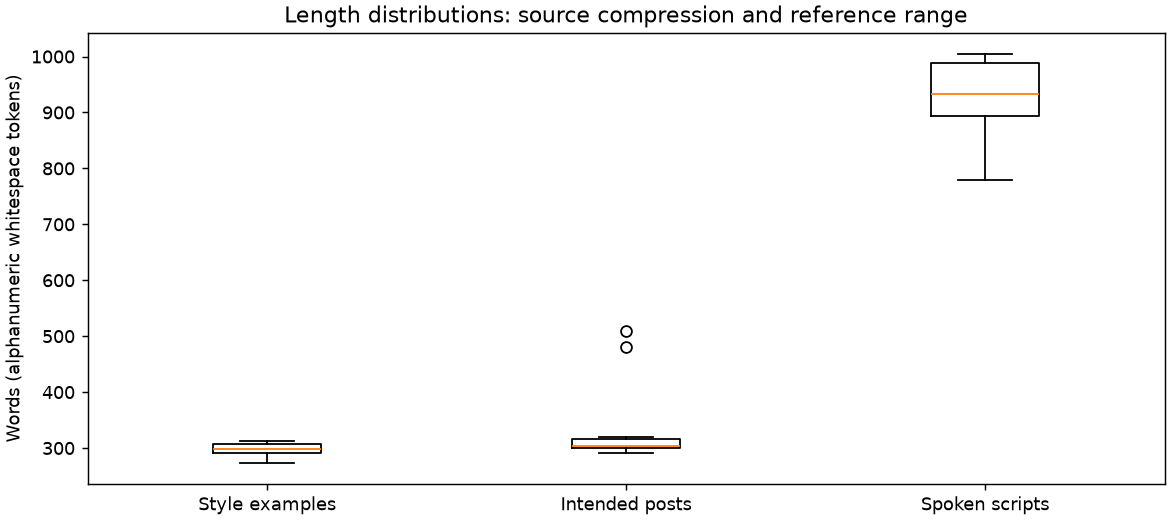 Length distributions: source compression and reference range
Words (alphanumeric whitespace tokens)
1000
900
800
700
600
500
400
300
Style examples
Intended posts
Spoken scripts